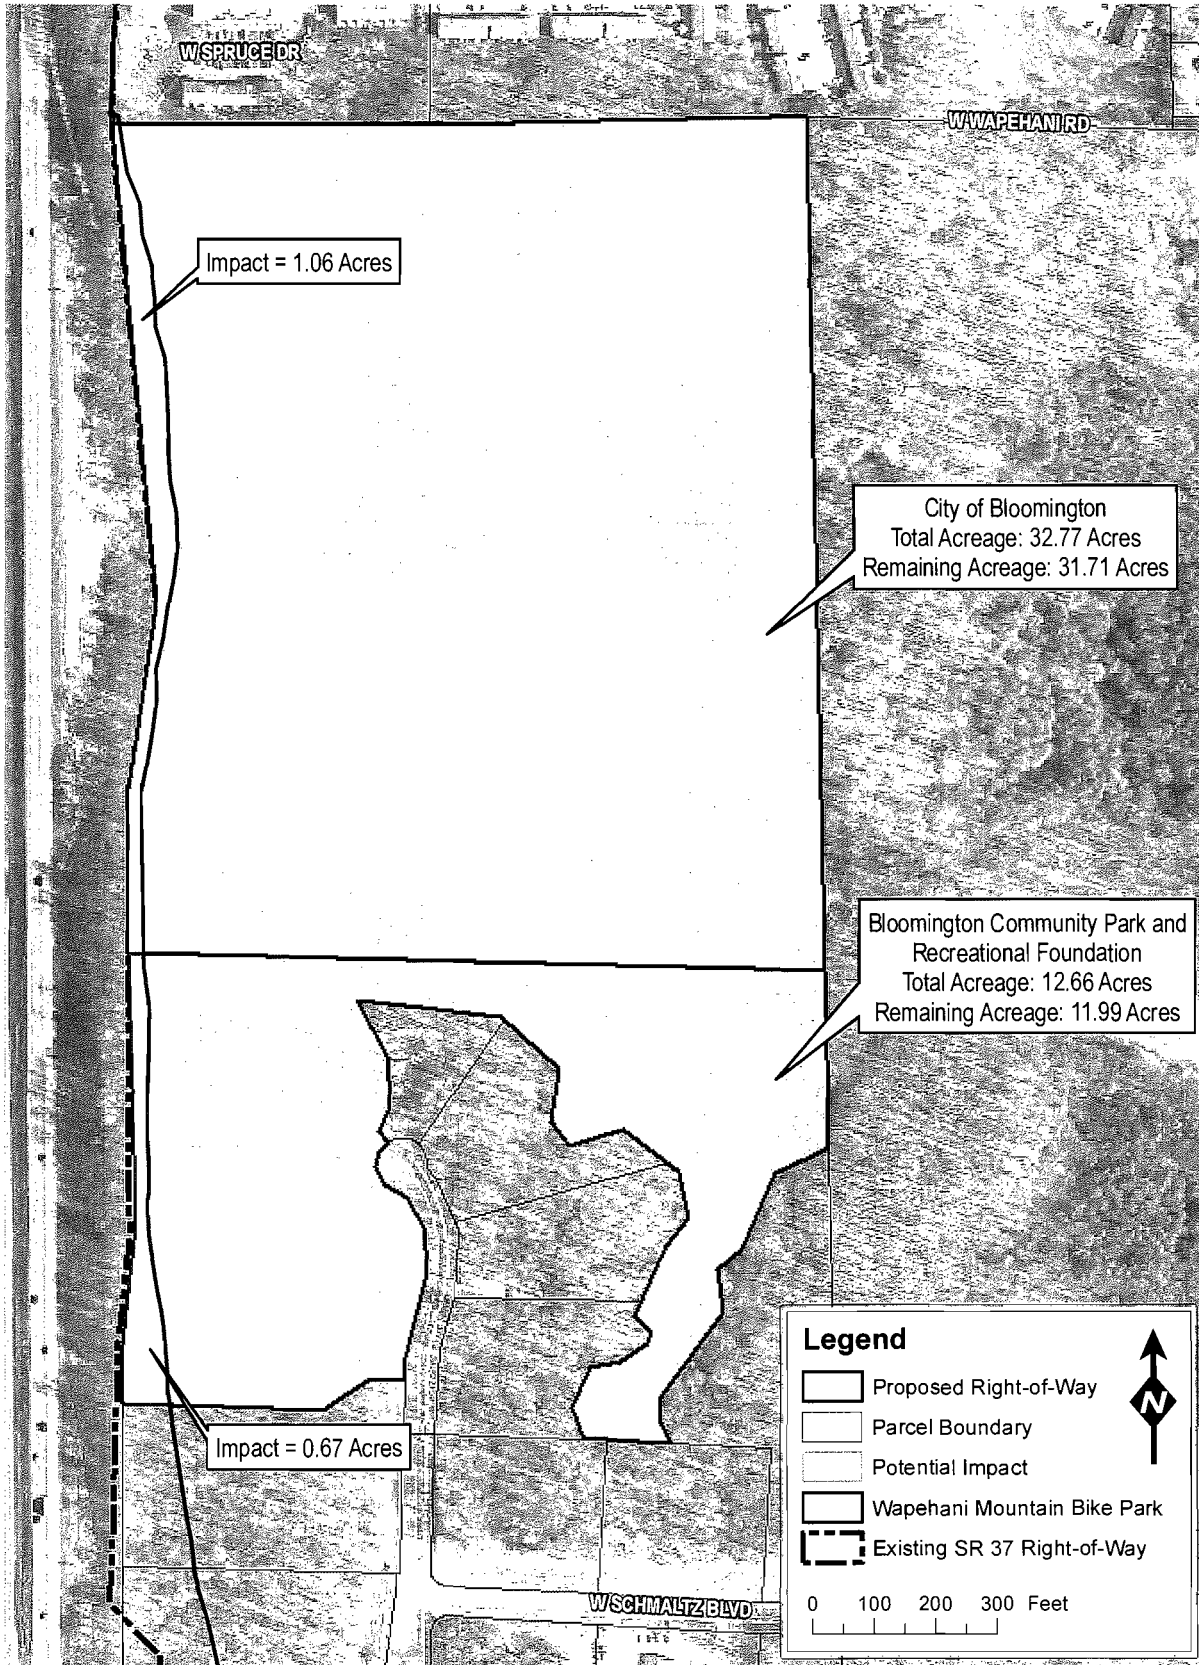 W SPRUCE DR
W WAPEHANI RD
Impact = 1.06 Acres
City of Bloomington
Total Acreage: 32.77 Acres
Remaining Acreage: 31.71 Acres
Bloomington Community Park and
Recreational Foundation
Total Acreage: 12.66 Acres
Remaining Acreage: 11.99 Acres
Impact = 0.67 Acres
Legend
Proposed Right-of-Way
Parcel Boundary
Potential Impact
Wapehani Mountain Bike Park
Existing SR 37 Right-of-Way
N
0 100 200 300 Feet
W SCHMALTZ BLVD